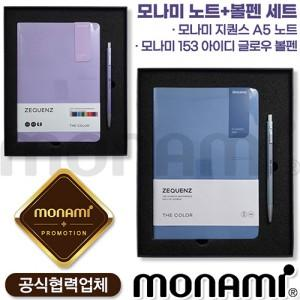 모나미 노트+볼펜 세트
· 모나미 지퀀스 A5 노트
· 모나미 153 아이디 글로우 볼펜
ZEQUENZ
THE COLOR
monami
ZEQUENZ
THE COLOR
monami
PROMOTION
공식협력업체
monami®